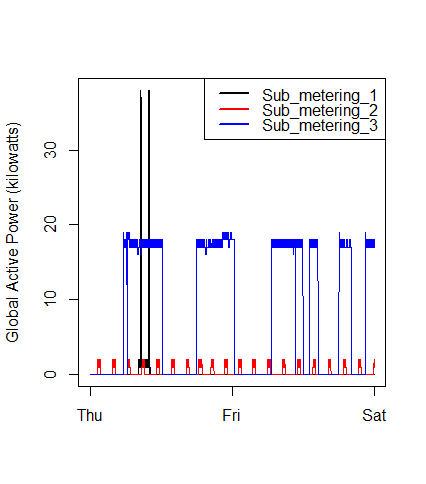 Sub_metering_1
Sub_metering_2
Sub_metering_3
Global Active Power (kilowatts)
30
20
10
0
Thu Fri Sat